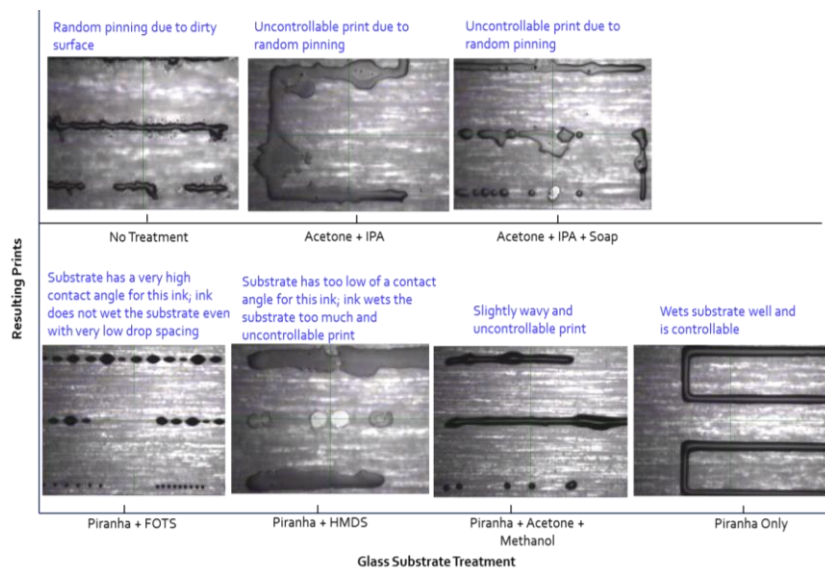 Random pinning due to dirty
surface
Uncontrollable print due to
random pinning
Uncontrollable print due to
random pinning
No Treatment
Acetone + IPA
Acetone + IPA + Soap
Resulting Prints
Substrate has a very high
contact angle for this ink; ink
does not wet the substrate even
with very low drop spacing
Substrate has too low of a contact
angle for this ink; ink wets the
substrate too much and
uncontrollable print
Slightly wavy and
uncontrollable print
Wets substrate well and
is controllable
Piranha + FOTS
Piranha + HMDS
Piranha + Acetone +
Methanol
Piranha Only
Glass Substrate Treatment